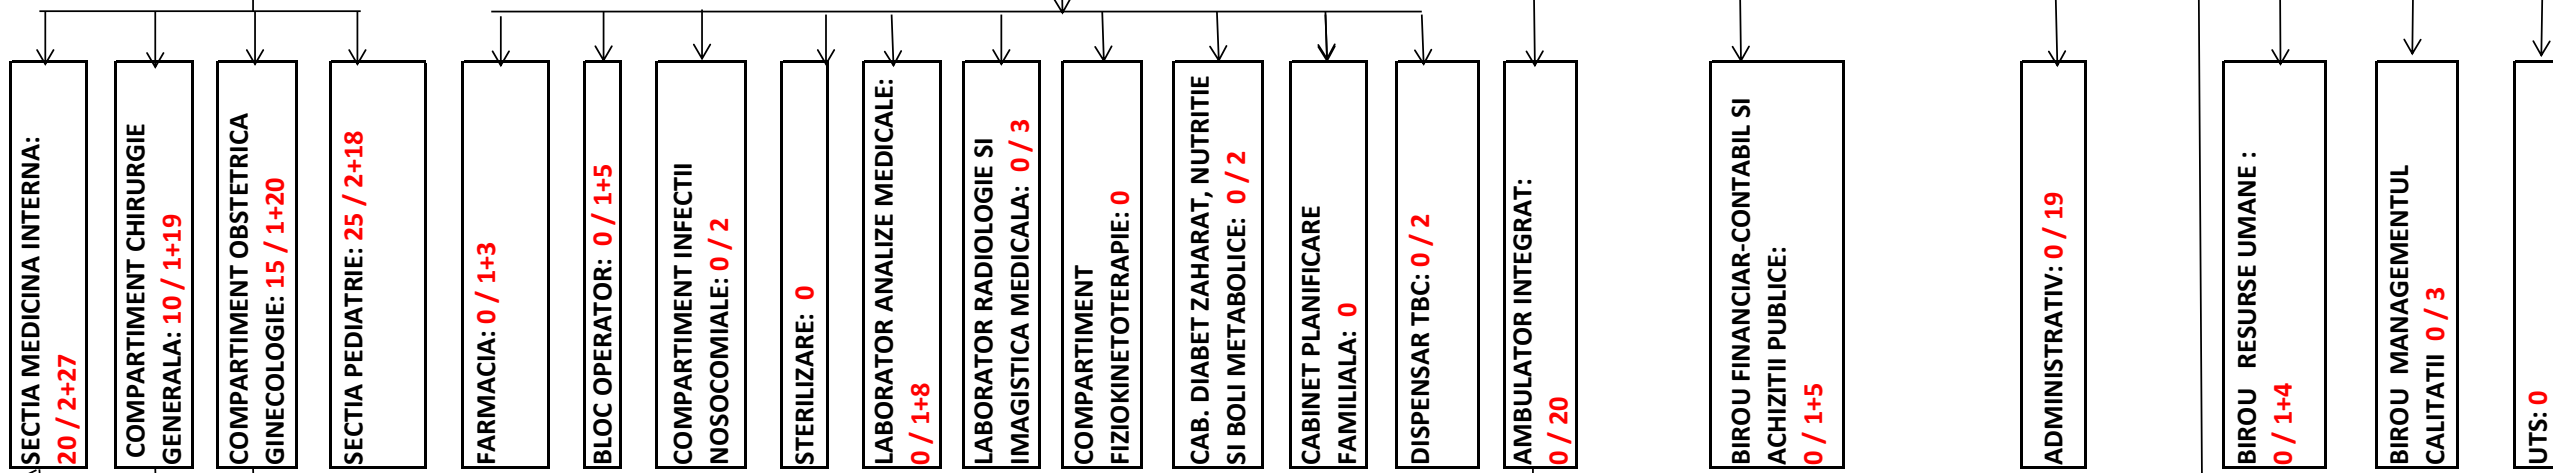 SECTIA MEDICINA INTERNA:
20 / 2+27
COMPARTIMENT CHIRURGIE
GENERALA: 10 / 1+19
COMPARTIMENT OBSTETRICA
GINECOLOGIE: 15 / 1+20
SECTIA PEDIATRIE: 25 / 2+18
FARMACIA: 0 / 1+3
BLOC OPERATOR: 0 / 1+5
COMPARTIMENT INFECTII
NOSOCOMIALE: 0 / 2
STERILIZARE: 0
LABORATOR ANALIZE MEDICALE:
0 / 1+8
LABORATOR RADIOLOGIE SI
IMAGISTICA MEDICALA: 0 / 3
COMPARTIMENT
FIZIOKINETOTERAPIE: 0
CAB. DIABET ZAHARAT, NUTRITIE
SI BOLI METABOLICE: 0 / 2
CABINET PLANIFICARE
FAMILIALA: 0
DISPENSAR TBC: 0 / 2
AMBULATOR INTEGRAT:
0 / 20
BIROU FINANCIAR-CONTABIL SI
ACHIZITII PUBLICE:
0 / 1+5
ADMINISTRATIV: 0 / 19
BIROU RESURSE UMANE :
0 / 1+4
BIROU MANAGEMENTUL
CALITATII 0 / 3
UTS: 0